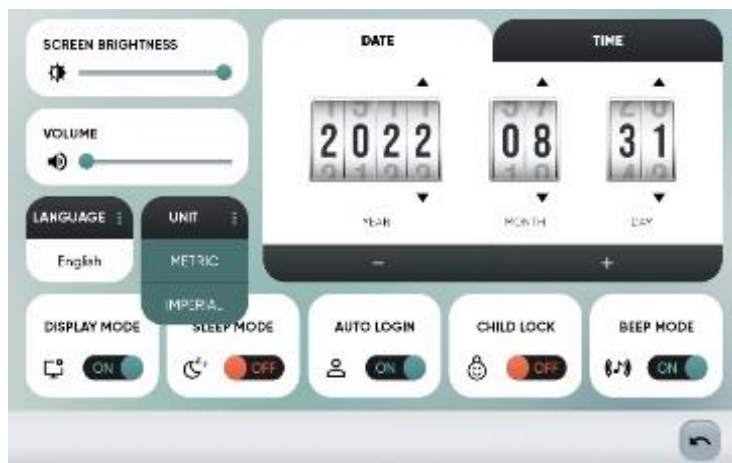 SCREEN BRIGHTNESS
VOLUME
LANGUAGE
English
UNIT
METRIC
IMPERIAL
DATE
TIME
2022
08
31
YEAR
MONTH
DAY
-
+
DISPLAY MODE
ON
SLEEP MODE
OFF
AUTO LOGIN
ON
CHILD LOCK
OFF
BEEP MODE
ON